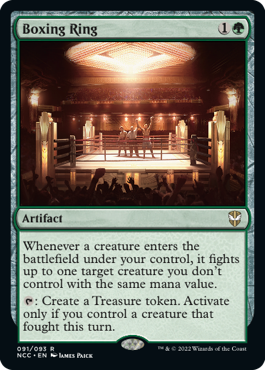 Boxing Ring 1
Artifact
Whenever a creature enters the
battlefield under your control, it fights
up to one target creature you don't
control with the same mana value.
: Create a Treasure token. Activate
only if you control a creature that
fought this turn.
091/093 R
NCC • EN JAMES PAICK
™ & © 2022 Wizards of the Coast